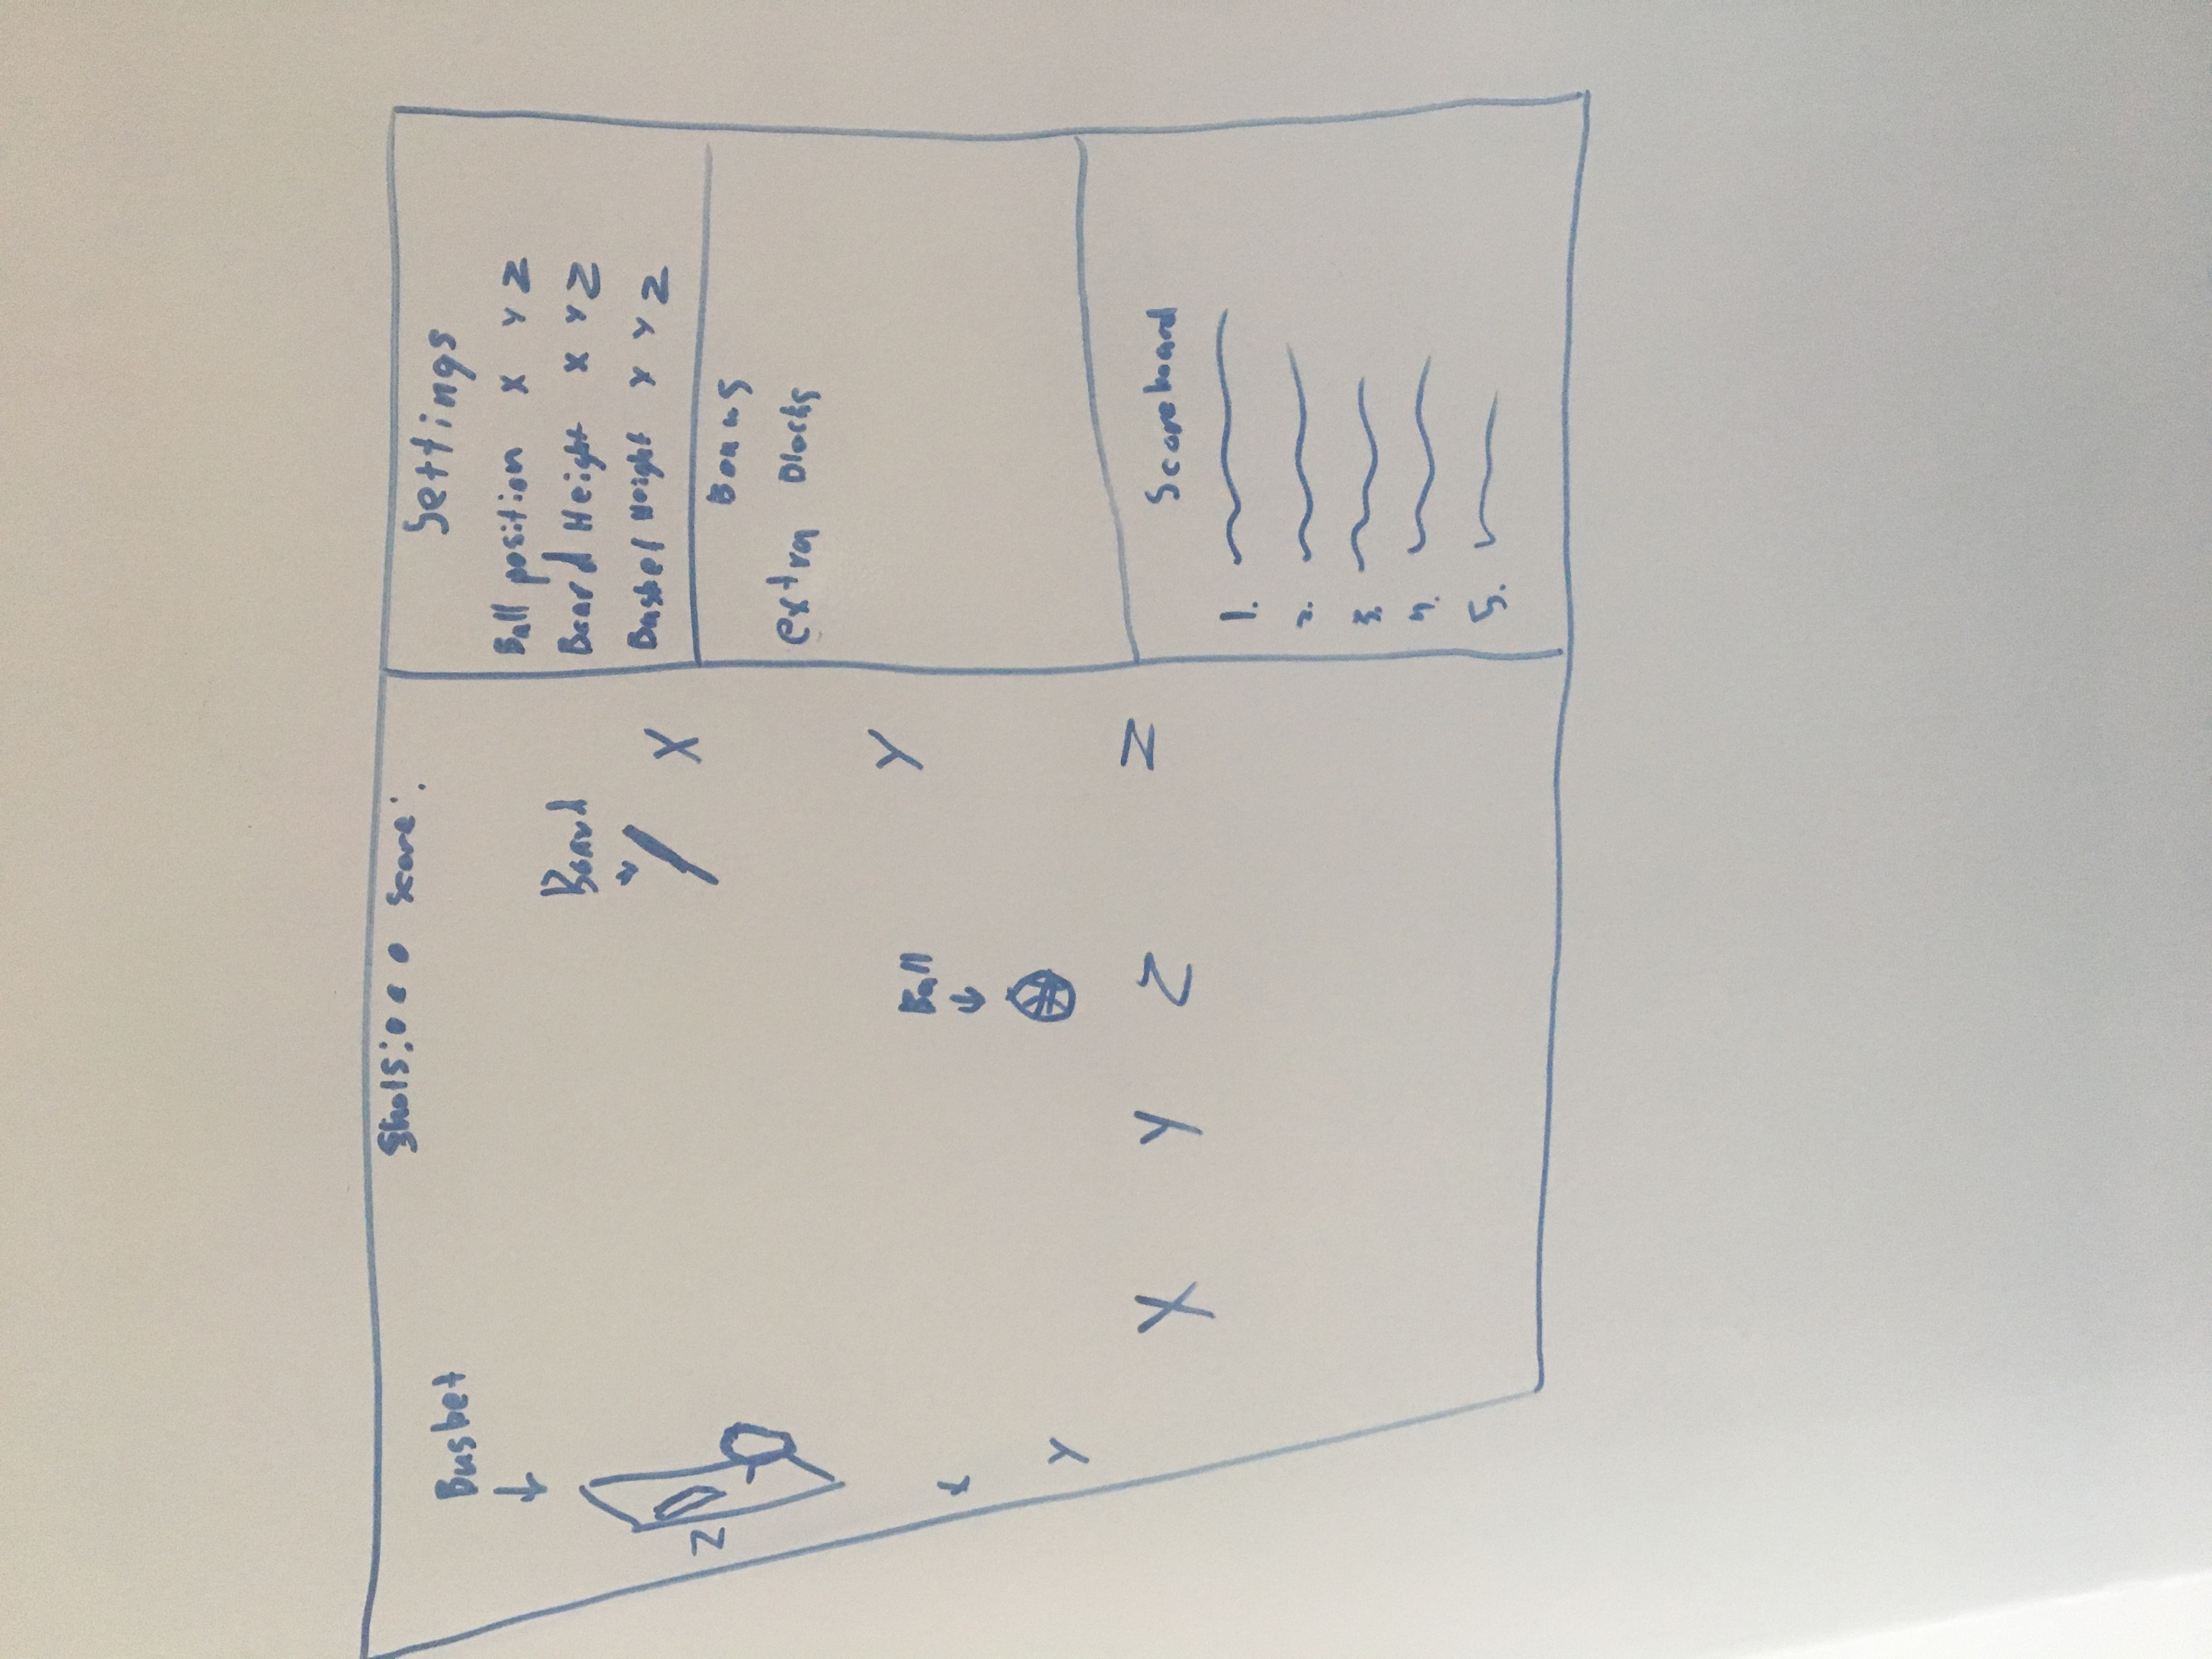 Shots: score:
Busbet
Board
X
Z
Y
Ball
x
y
X Y Z
Z
Settings
Ball position X Y Z
Board Height X Y Z
Busket Height X Y Z
Bonus
extra Blocks
Scoreboard
1.
2.
3.
4.
5.